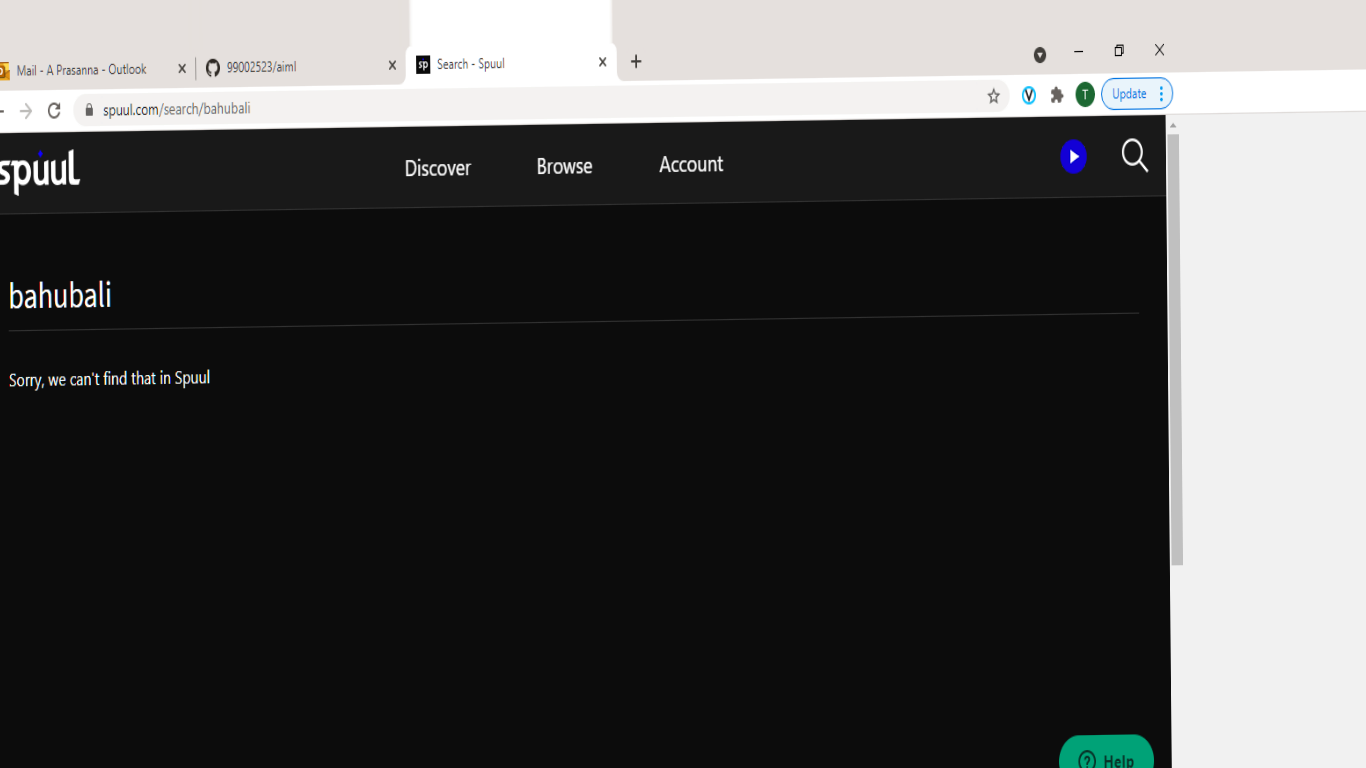 Mail - A Prasanna - Outlook
99002523/aiml
sp Search - Spuul
spuul.com/search/bahubali
V
T
Update
spuul
Discover
Browse
Account
bahubali
Sorry, we can't find that in Spuul
? Help